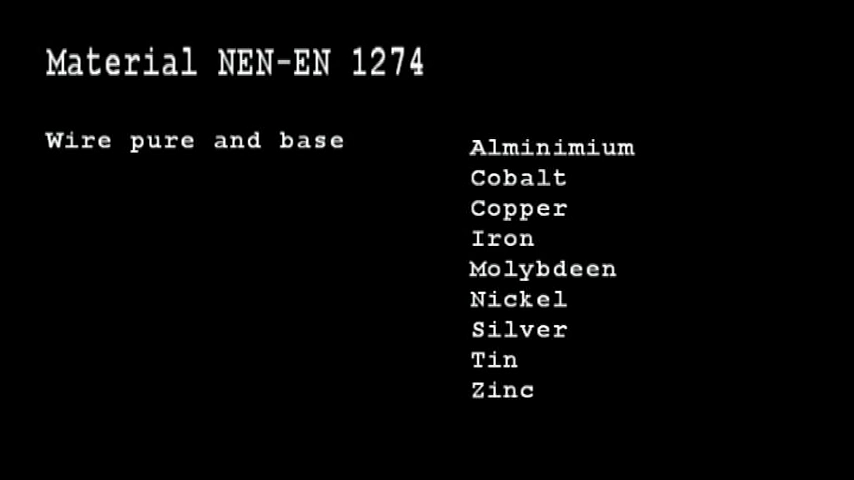 Material NEN-EN 1274
Wire pure and base
Alminimium
Cobalt
Copper
Iron
Molybdeen
Nickel
Silver
Tin
Zinc